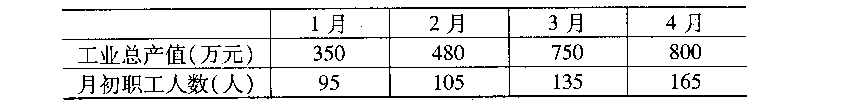 1月 2月 3月 4月
工业总产值(万元) 350 480 750 800
月初职工人数(人) 95 105 135 165